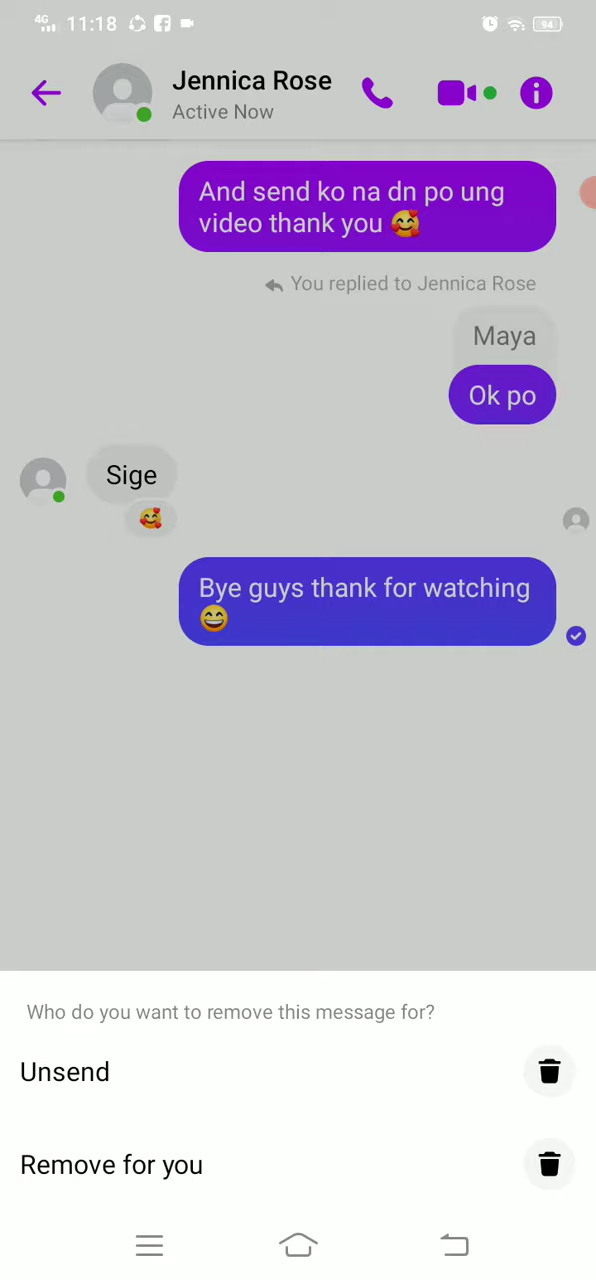 4G 11:18 94
Jennica Rose
Active Now
And send ko na dn po ung
video thank you 🥰
You replied to Jennica Rose
Maya
Ok po
Sige
🥰
Bye guys thank for watching
😄
Who do you want to remove this message for?
Unsend
Remove for you